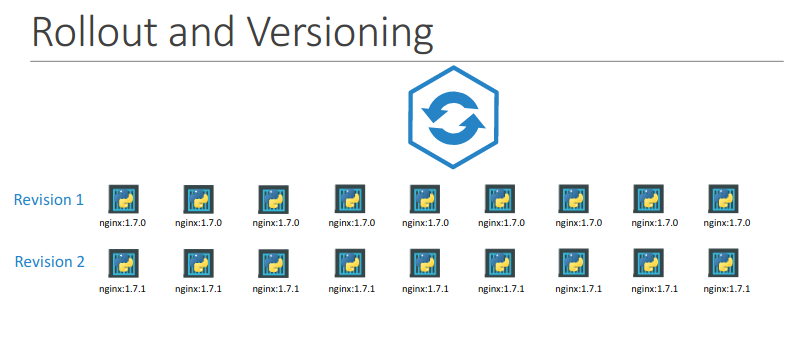 Rollout and Versioning
Revision 1
nginx:1.7.0 nginx:1.7.0 nginx:1.7.0 nginx:1.7.0 nginx:1.7.0 nginx:1.7.0 nginx:1.7.0 nginx:1.7.0 nginx:1.7.0
Revision 2
nginx:1.7.1 nginx:1.7.1 nginx:1.7.1 nginx:1.7.1 nginx:1.7.1 nginx:1.7.1 nginx:1.7.1 nginx:1.7.1 nginx:1.7.1